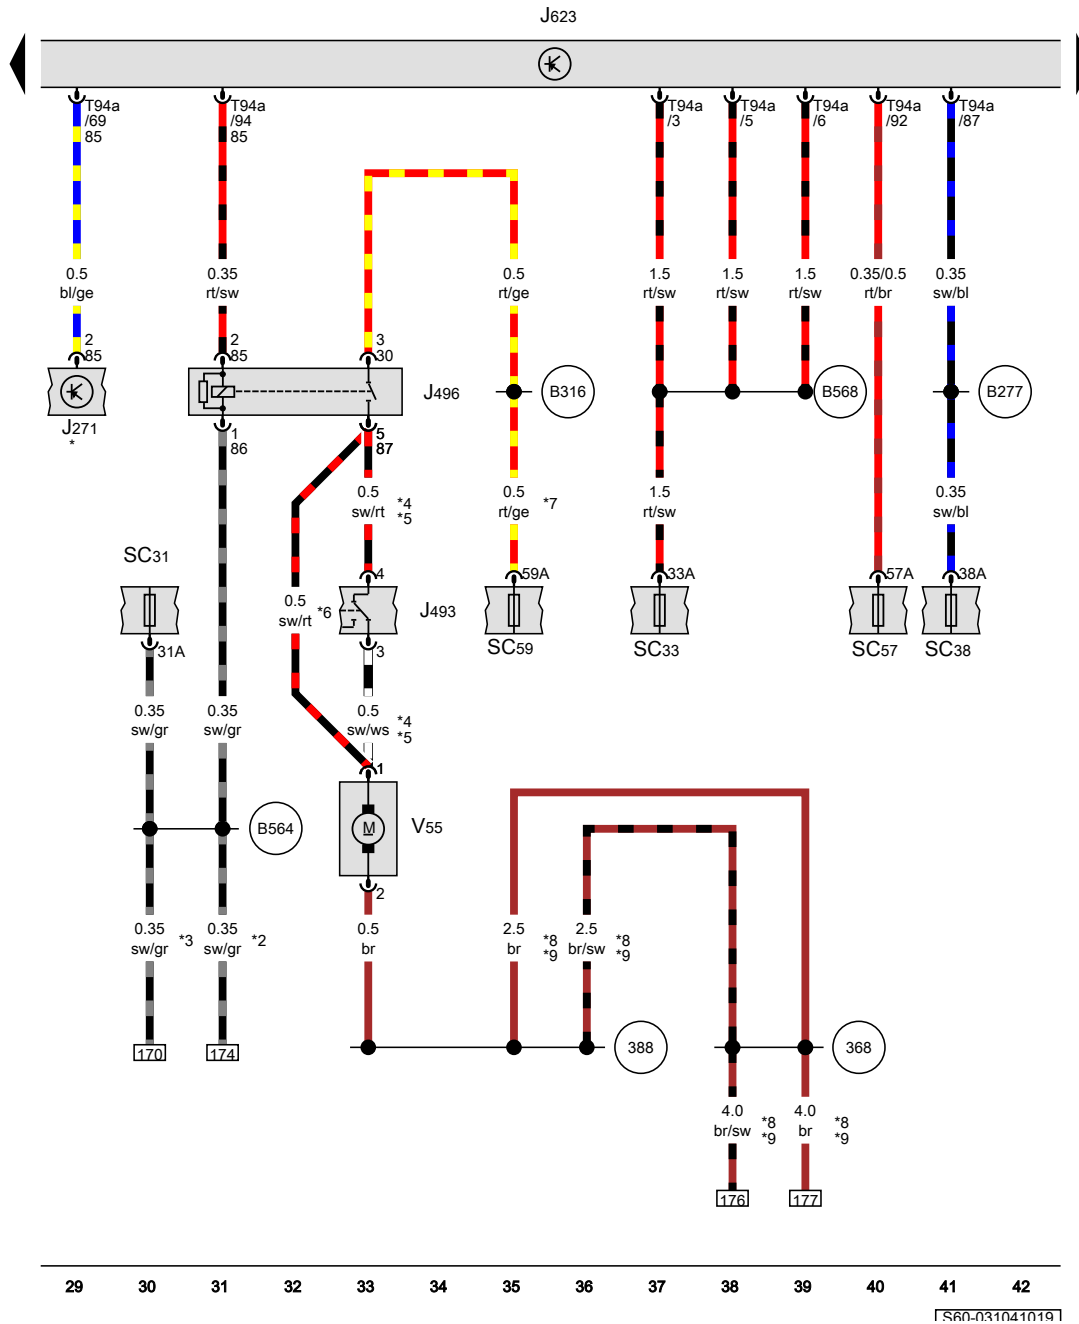 J623
T94a T94a T94a T94a T94a T94a T94a
/69 /94 /3 /5 /6 /92 /87
85 85
0.5 0.35 0.5 1.5 1.5 1.5 0.35/0.5 0.35
bl/ge rt/sw rt/ge rt/sw rt/sw rt/sw rt/br sw/bl
2 2 3
85 85 30
J496 B316 B568 B277
J271
*
1 5
86 87
0.5 0.5 1.5 0.35
sw/rt *4 rt/ge *7 rt/sw sw/bl
*5
SC31
4 59A 33A 57A 38A
0.5
sw/rt *6 J493
31A 3 SC59 SC33 SC57 SC38
0.35 0.35 0.5
sw/gr sw/gr sw/ws *4
*5
1
B564 M V55
2
0.35 0.35 0.5 2.5 2.5
sw/gr *3 sw/gr *2 br br *8 br/sw *8
*9 *9
170 174 388 368
4.0 4.0
br/sw *8 br *8
*9 *9
176 177
29 30 31 32 33 34 35 36 37 38 39 40 41 42
S60-031041019